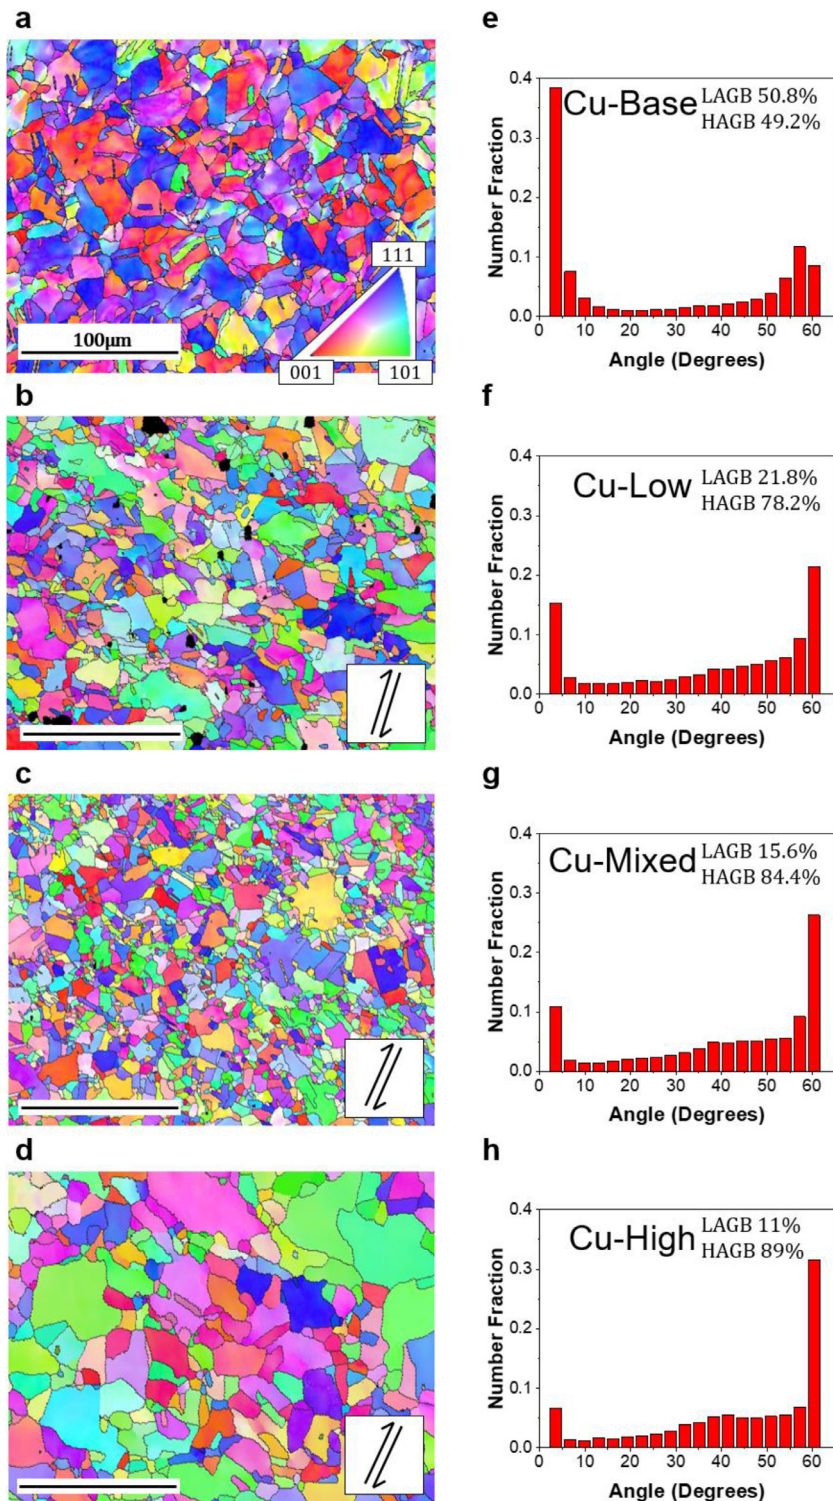 a
100μm
111
001
101
b
c
d
e
Number Fraction
0.4
0.3
0.2
0.1
0.0
Cu-Base
LAGB 50.8%
HAGB 49.2%
0 10 20 30 40 50 60
Angle (Degrees)
f
Number Fraction
0.4
0.3
0.2
0.1
0.0
Cu-Low
LAGB 21.8%
HAGB 78.2%
0 10 20 30 40 50 60
Angle (Degrees)
g
Number Fraction
0.4
0.3
0.2
0.1
0.0
Cu-Mixed
LAGB 15.6%
HAGB 84.4%
0 10 20 30 40 50 60
Angle (Degrees)
h
Number Fraction
0.4
0.3
0.2
0.1
0.0
Cu-High
LAGB 11%
HAGB 89%
0 10 20 30 40 50 60
Angle (Degrees)